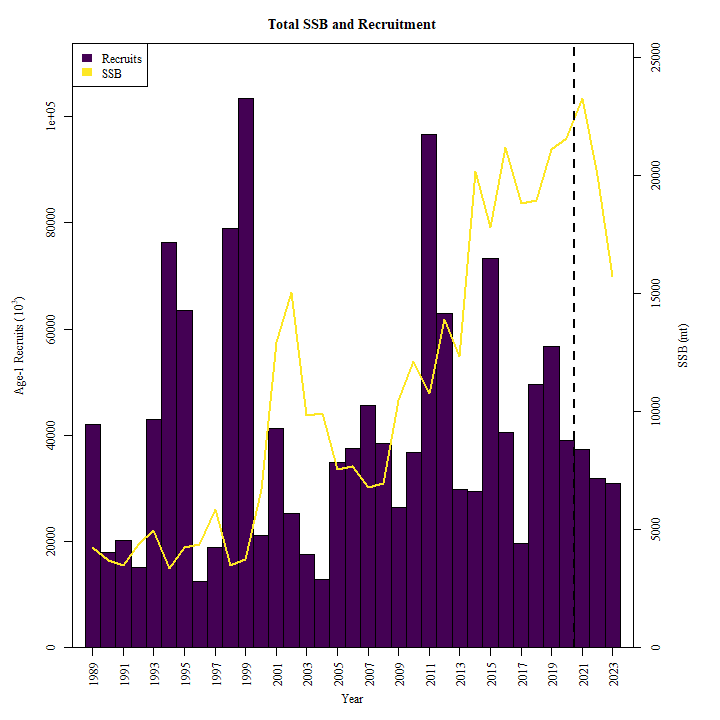 Total SSB and Recruitment
Recruits
SSB
1e+05
80000
60000
40000
20000
0
Age-1 Recruits (10³)
25000
20000
15000
10000
5000
0
SSB (mt)
1989 1991 1993 1995 1997 1999 2001 2003 2005 2007 2009 2011 2013 2015 2017 2019 2021 2023
Year